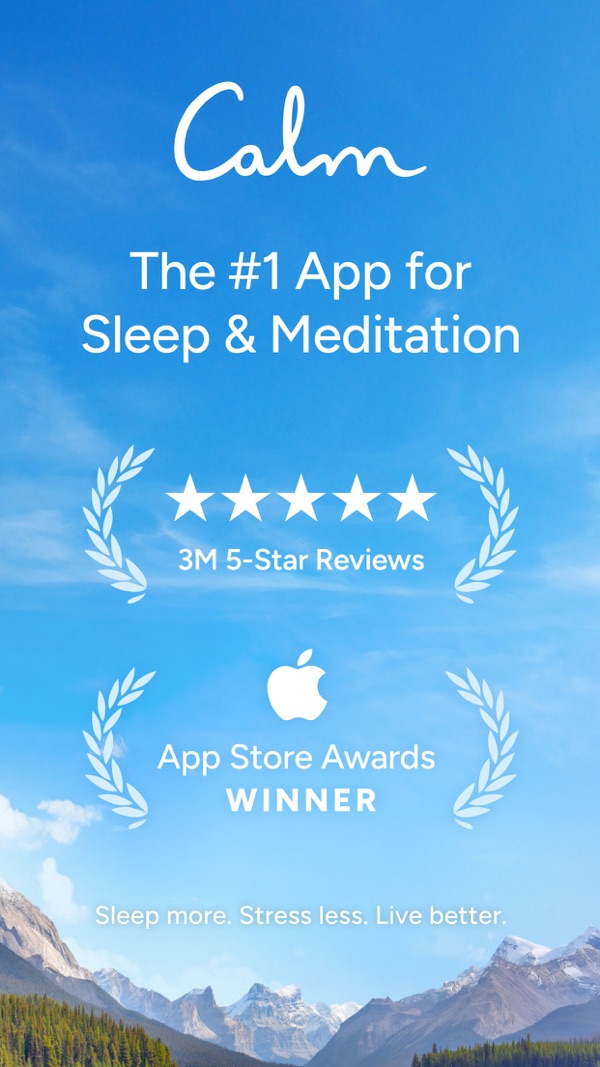 Calm
The #1 App for
Sleep & Meditation
3M 5-Star Reviews
App Store Awards
WINNER
Sleep more. Stress less. Live better.